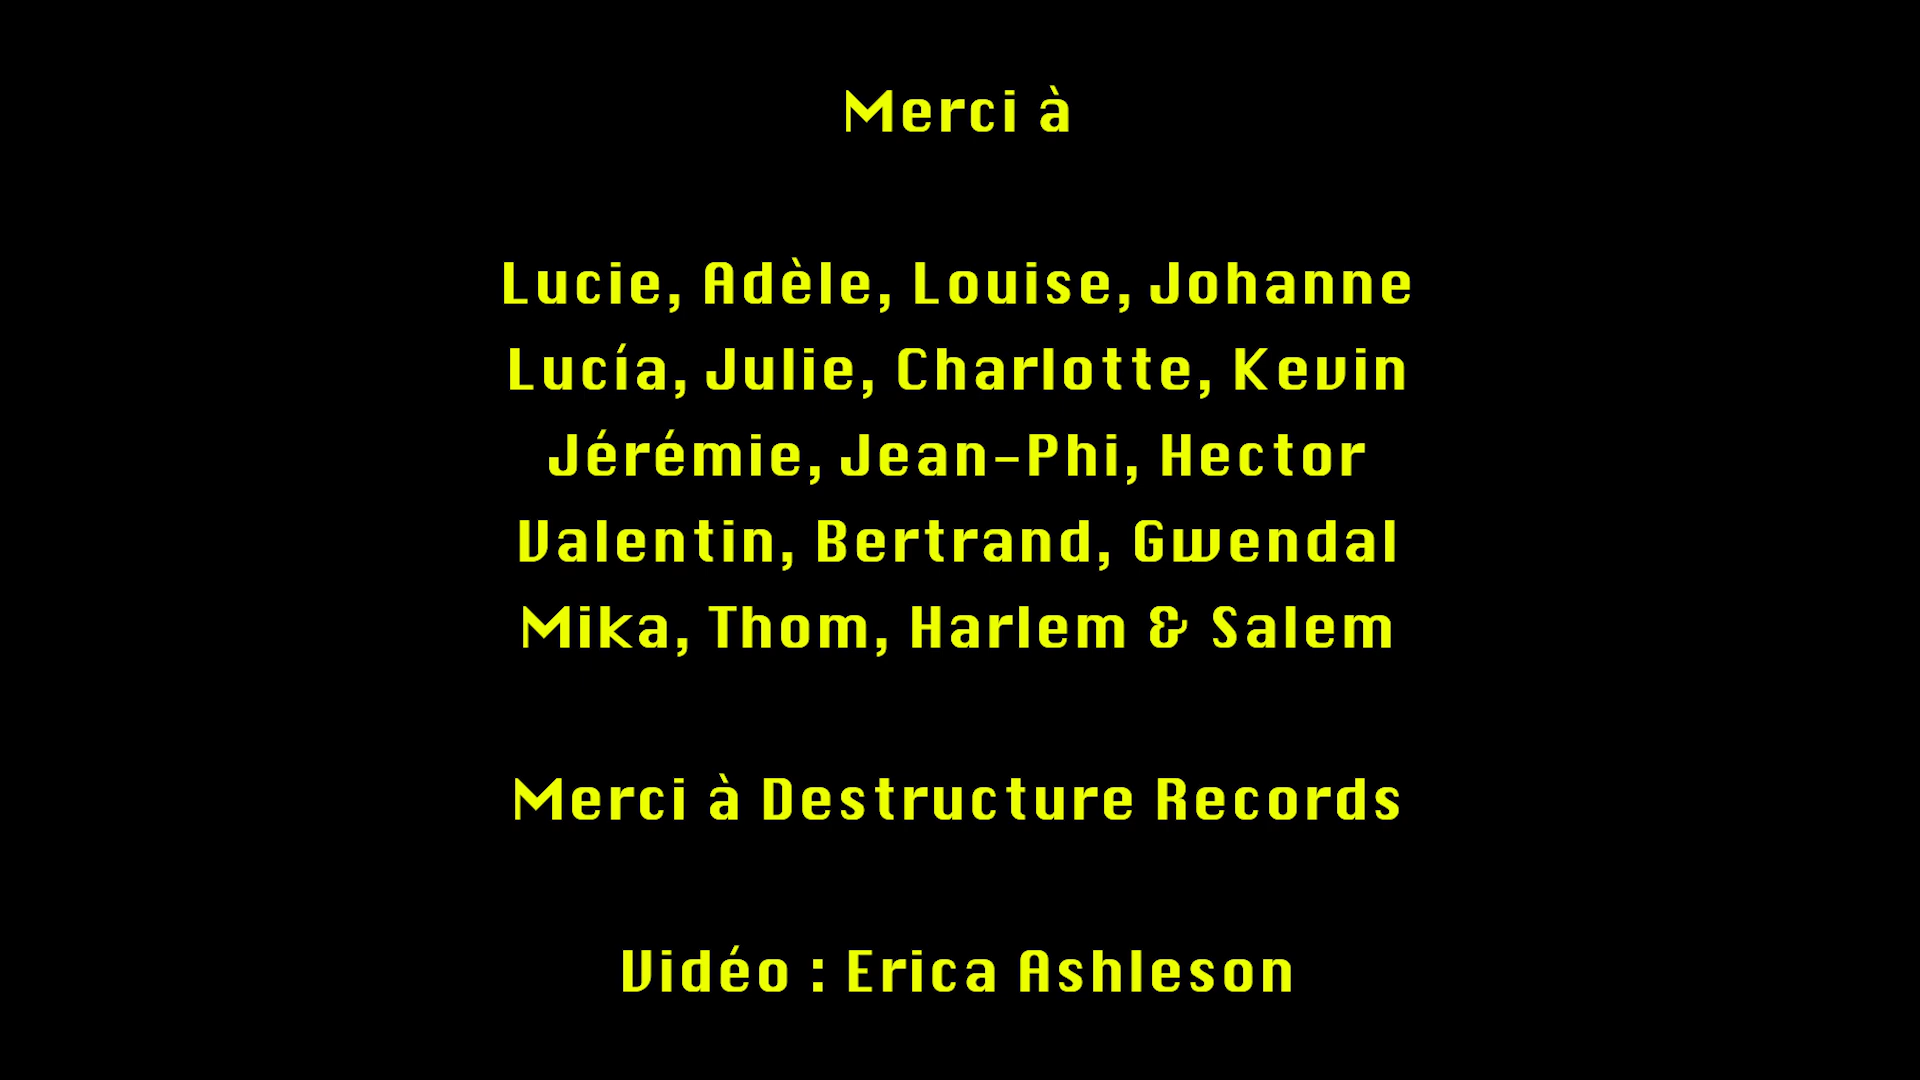 Merci à
Lucie, Adèle, Louise, Johanne
Lucía, Julie, Charlotte, Kevin
Jérémie, Jean-Phi, Hector
Valentin, Bertrand, Gwendal
Mika, Thom, Harlem & Salem
Merci à Destructure Records
Vidéo : Erica Ashleson